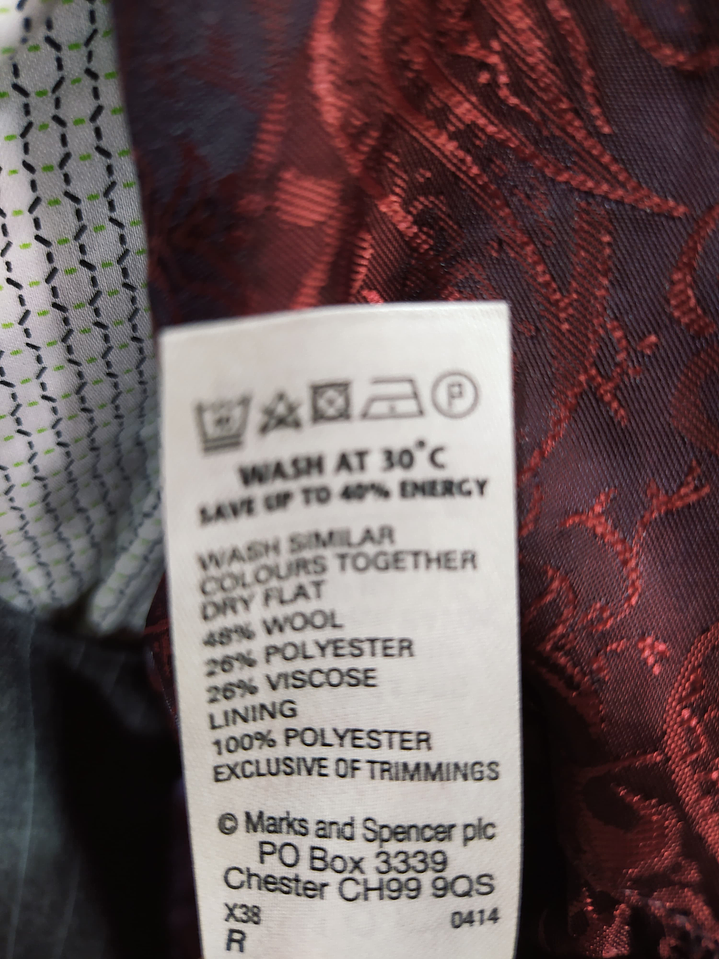 P
WASH AT 30°C
SAVE UP TO 40% ENERGY
WASH SIMILAR
COLOURS TOGETHER
DRY FLAT
48% WOOL
26% POLYESTER
26% VISCOSE
LINING
100% POLYESTER
EXCLUSIVE OF TRIMMINGS
© Marks and Spencer plc
PO Box 3339
Chester CH99 9QS
X38 0414
R